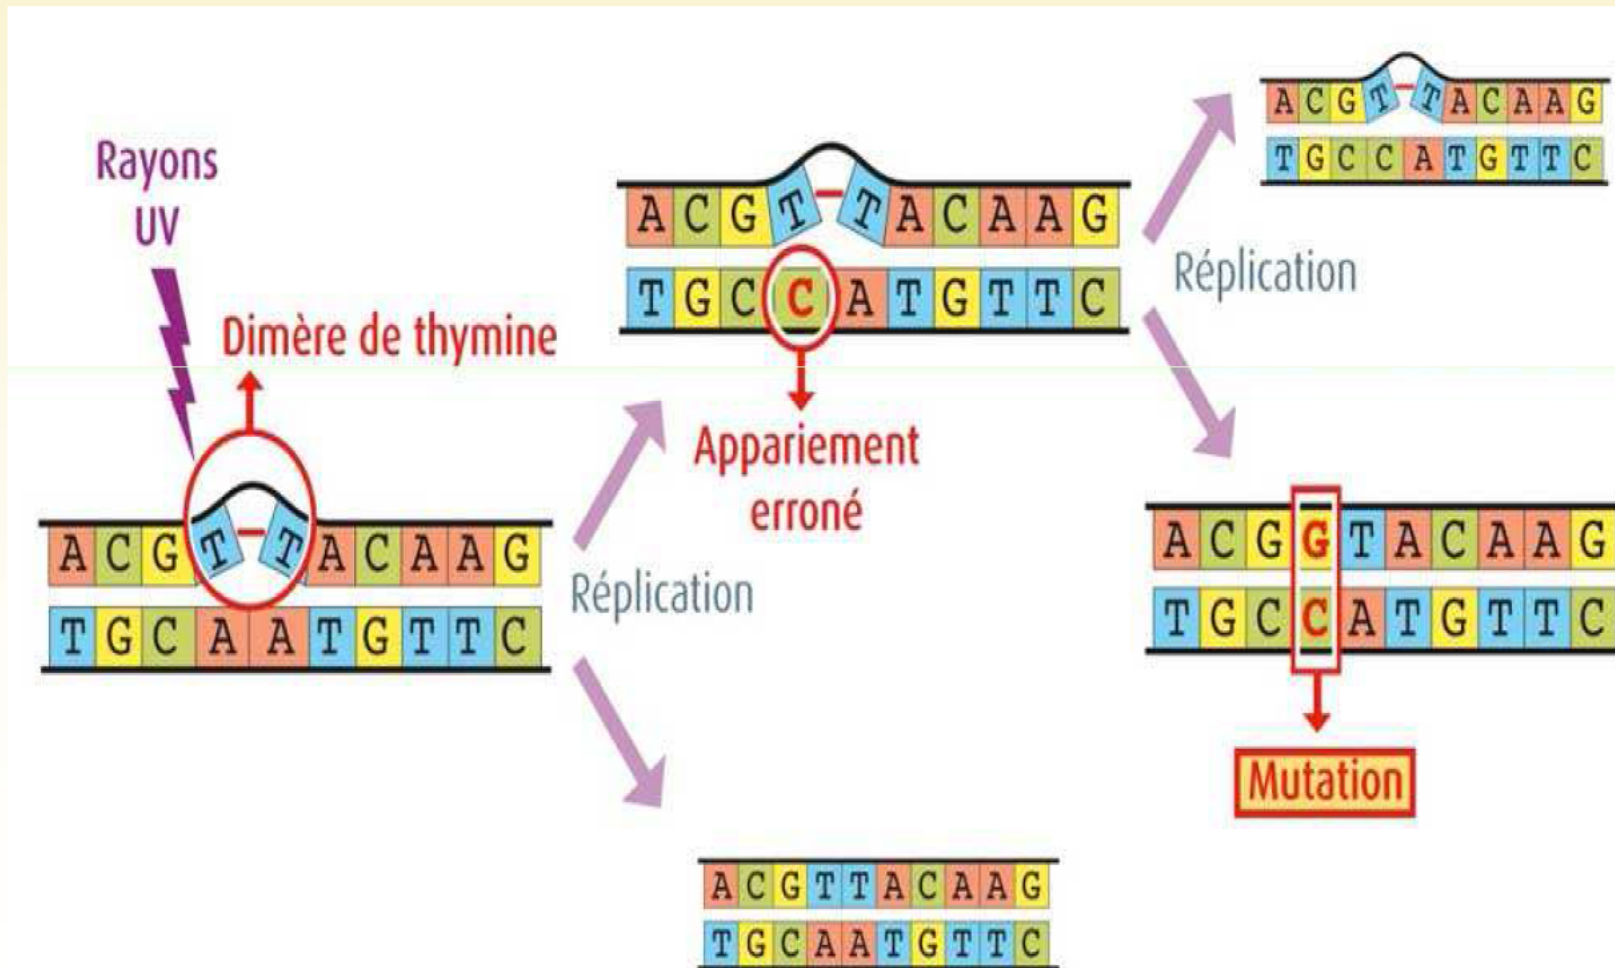 Rayons
UV
Dimère de thymine
A C G T T A C A A G
T G C A A T G T T C
Réplication
A C G T T A C A A G
T G C C A T G T T C
Appariement
erroné
A C G T T A C A A G
T G C A A T G T T C
Réplication
A C G T T A C A A G
T G C C A T G T T C
A C G G T A C A A G
T G C C A T G T T C
Mutation